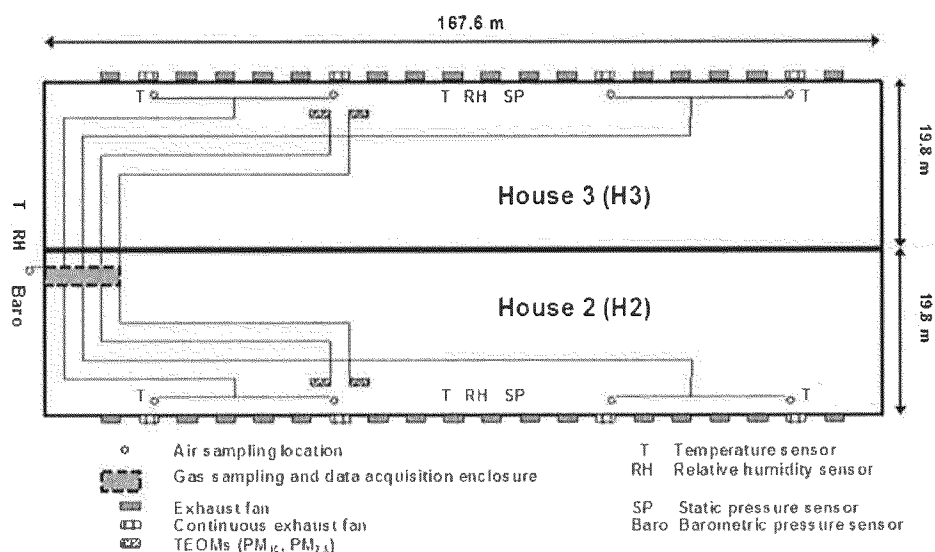 167.6 m
T T RH SP T
19.8 m
House 3 (H3)
T RH Baro
House 2 (H2)
19.8 m
T T RH SP T
Air sampling location
Gas sampling and data acquisition enclosure
Exhaust fan
Continuous exhaust fan
TEOMs (PM10, PM2.5)
T Temperature sensor
RH Relative humidity sensor
SP Static pressure sensor
Baro Barometric pressure sensor